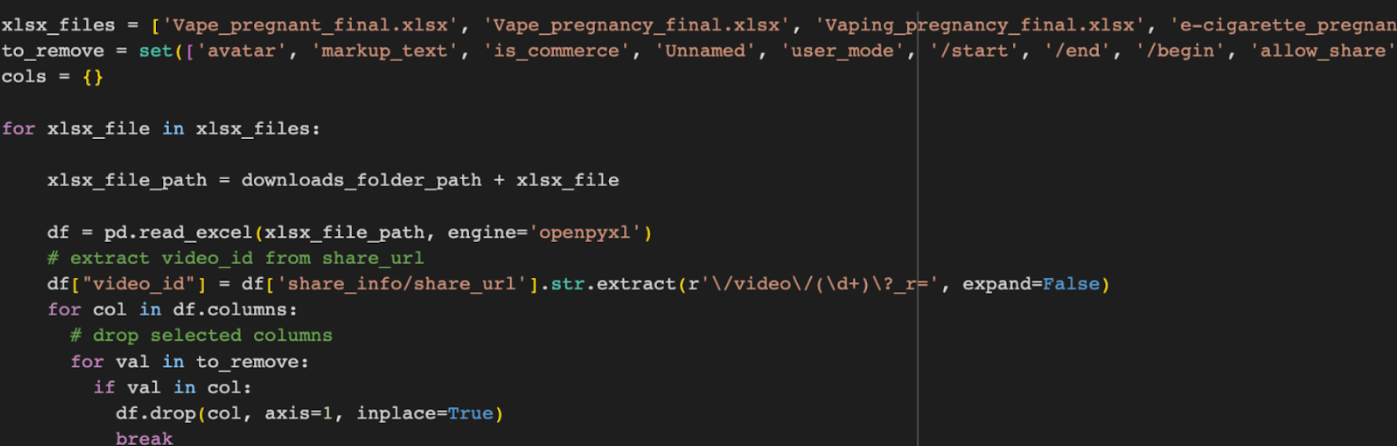 xlsx_files = ['Vape_pregnant_final.xlsx', 'Vape_pregnancy_final.xlsx', 'Vaping_pregnancy_final.xlsx', 'e-cigarette_pregnan
to_remove = set(['avatar', 'markup_text', 'is_commerce', 'Unnamed', 'user_mode', '/start', '/end', '/begin', 'allow_share'
cols = {}
for xlsx_file in xlsx_files:
xlsx_file_path = downloads_folder_path + xlsx_file
df = pd.read_excel(xlsx_file_path, engine='openpyxl')
# extract video_id from share_url
df["video_id"] = df['share_info/share_url'].str.extract(r'\/video\/(\d+)\?_r=', expand=False)
for col in df.columns:
# drop selected columns
for val in to_remove:
if val in col:
df.drop(col, axis=1, inplace=True)
break